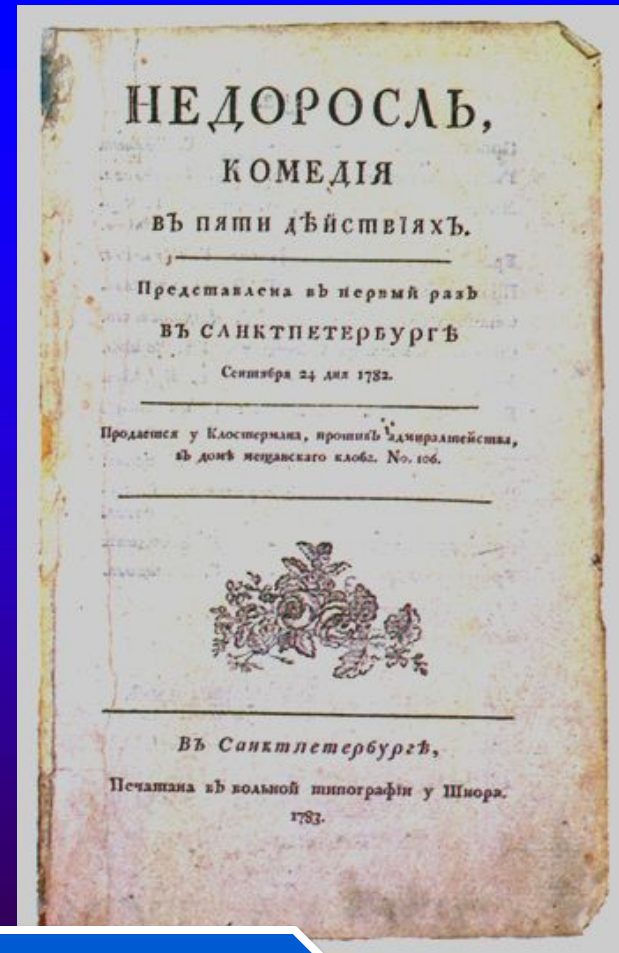 НЕДОРОСЛЬ,
КОМЕДІЯ
ВЪ ПЯТИ ДѢЙСТВІЯХЪ.
Представлена въ первый разъ
ВЪ САНКТПЕТЕРБУРГѢ
Сентября 24 дня 1782.
Продается у Клостермана, противъ адмиралтейства,
въ домѣ мещанскаго клоба. No. 106.
Въ Санктпетербургѣ,
Печатана въ вольной типографіи у Шнора.
1783.